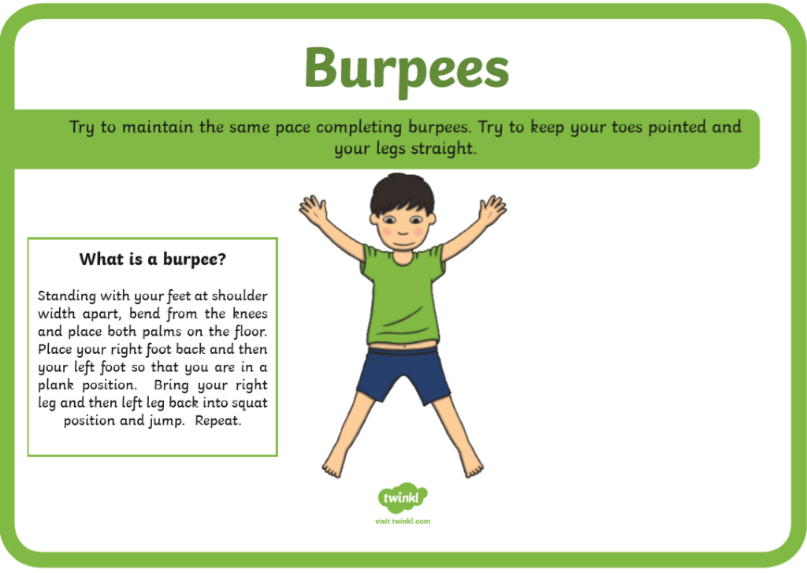 Burpees
Try to maintain the same pace completing burpees. Try to keep your toes pointed and
your legs straight.
What is a burpee?
Standing with your feet at shoulder
width apart, bend from the knees
and place both palms on the floor.
Place your right foot back and then
your left foot so that you are in a
plank position. Bring your right
leg and then left leg back into squat
position and jump. Repeat.
twinkl
visit twinkl.com